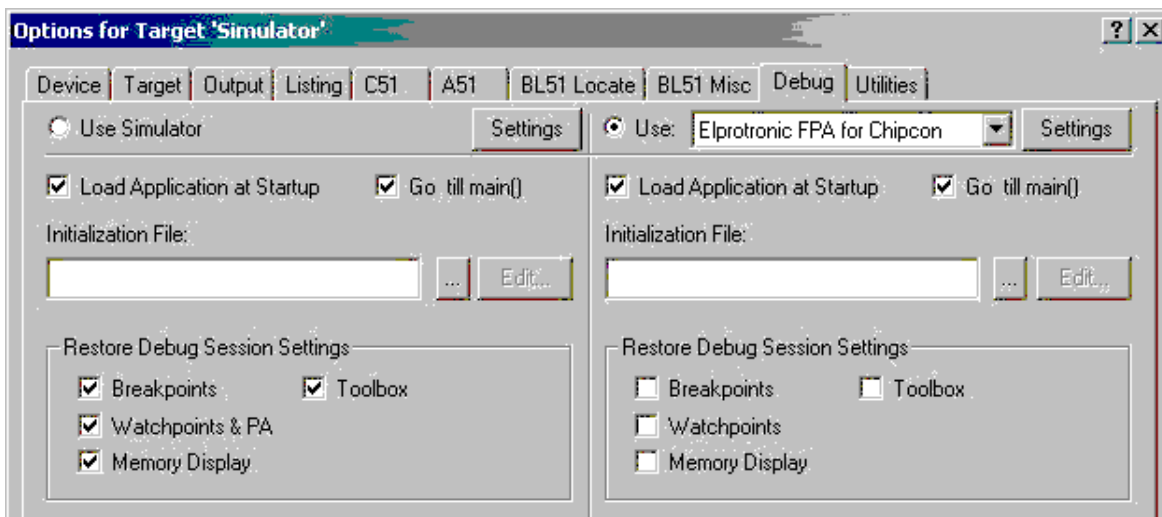 Options for Target 'Simulator'
Device Target Output Listing C51 A51 BL51 Locate BL51 Misc Debug Utilities
Use Simulator Settings Use: Elprotronic FPA for Chipcon Settings
Load Application at Startup Go till main() Load Application at Startup Go till main()
Initialization File: Initialization File:
... Edit... ... Edit...
Restore Debug Session Settings Restore Debug Session Settings
Breakpoints Toolbox Breakpoints Toolbox
Watchpoints & PA Watchpoints
Memory Display Memory Display